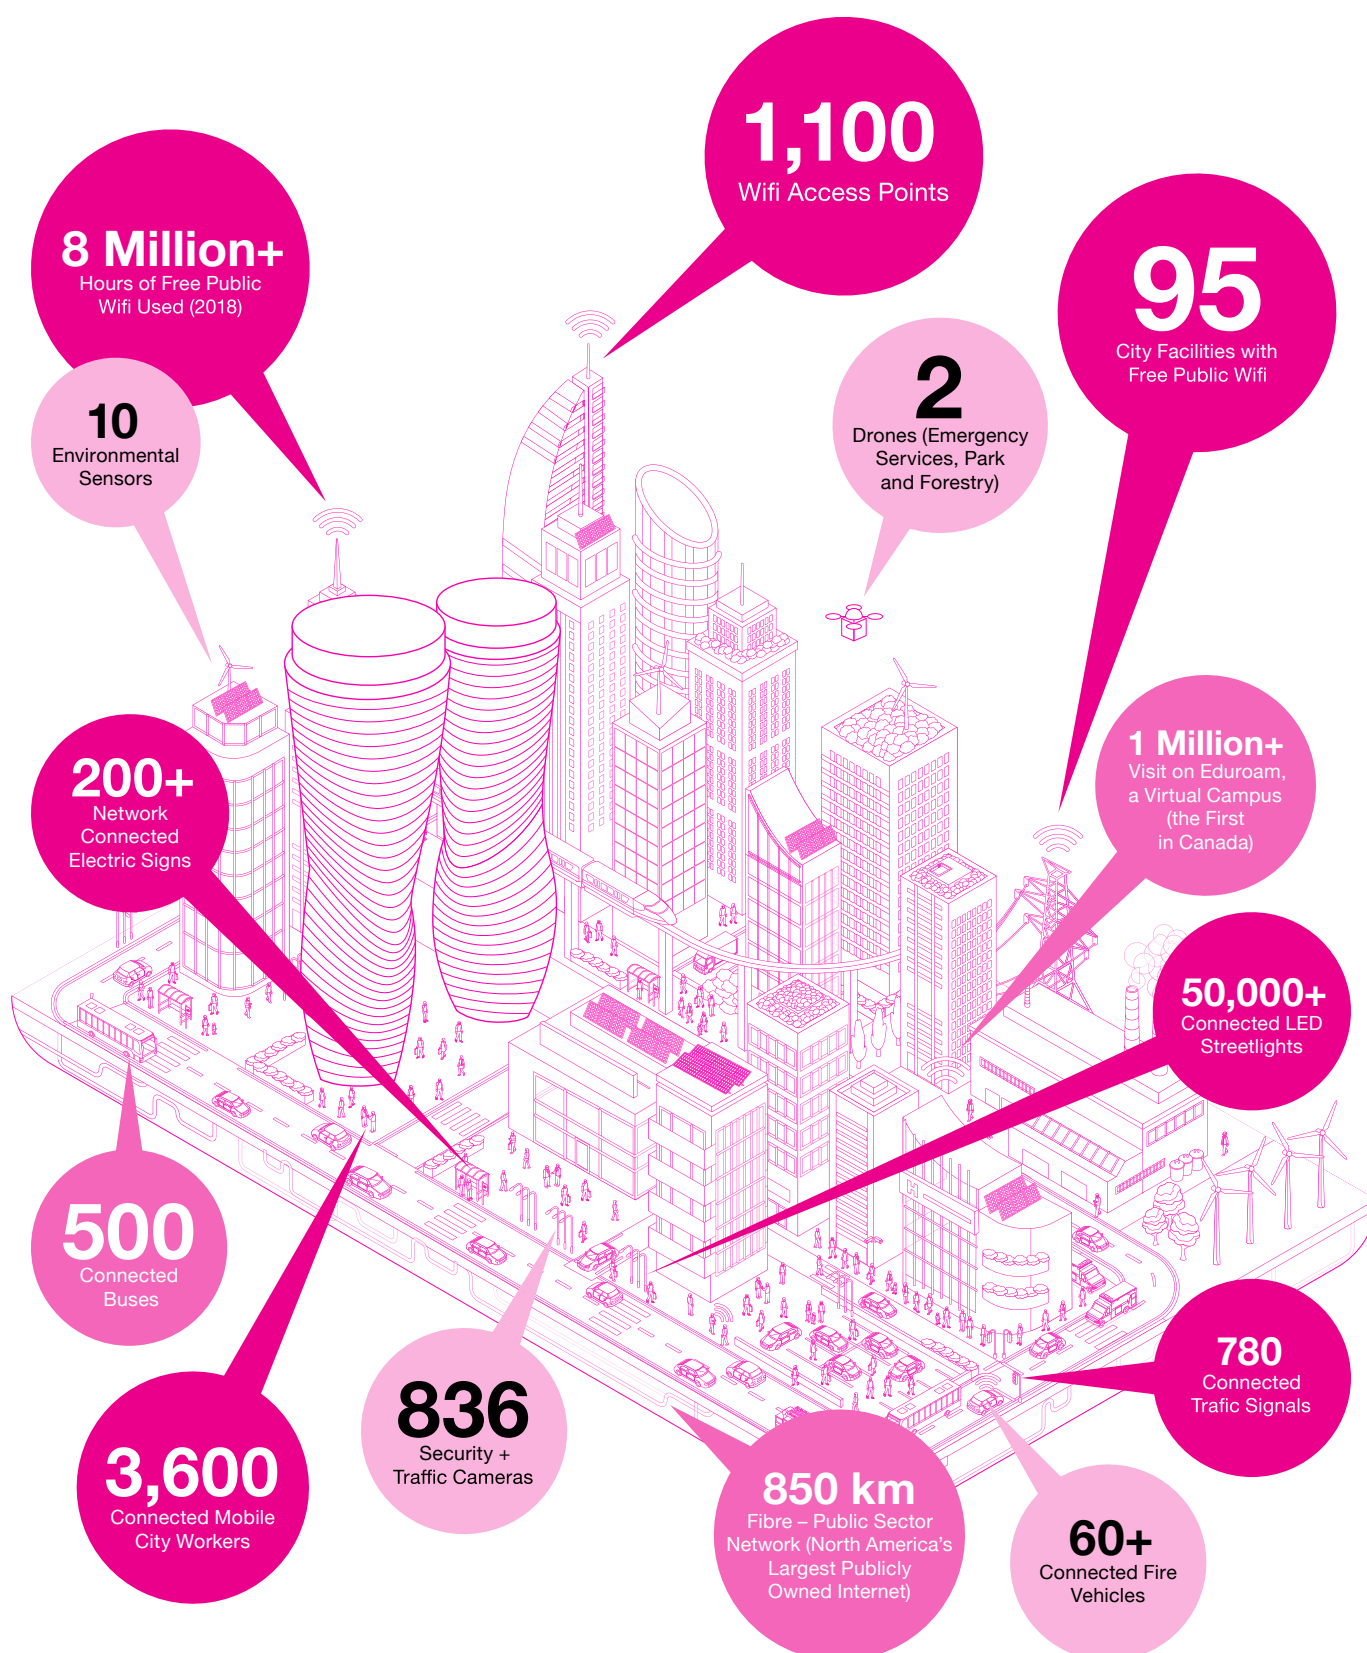 1,100
Wifi Access Points
8 Million+
Hours of Free Public
Wifi Used (2018)
95
City Facilities with
Free Public Wifi
2
Drones (Emergency
Services, Park
and Forestry)
10
Environmental
Sensors
200+
Network
Connected
Electric Signs
1 Million+
Visit on Eduroam,
a Virtual Campus
(the First
in Canada)
50,000+
Connected LED
Streetlights
H
500
Connected
Buses
780
Connected
Trafic Signals
836
Security +
Traffic Cameras
3,600
Connected Mobile
City Workers
850 km
Fibre – Public Sector
Network (North America's
Largest Publicly
Owned Internet)
60+
Connected Fire
Vehicles